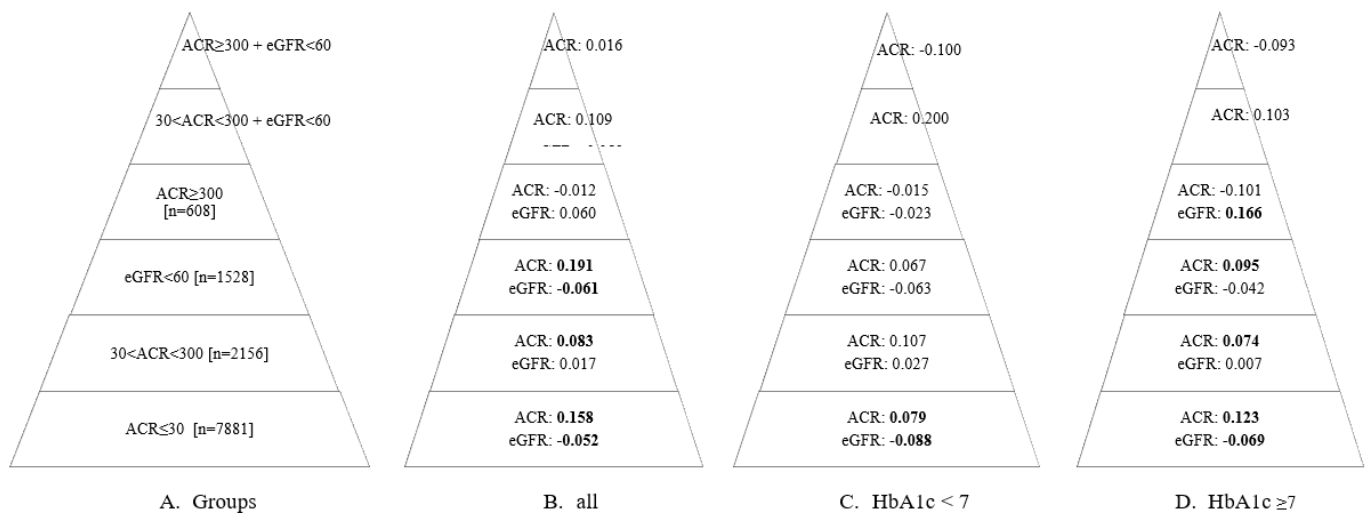 ACR≥300 + eGFR<60
30<ACR<300 + eGFR<60
ACR≥300
[n=608]
eGFR<60 [n=1528]
30<ACR<300 [n=2156]
ACR≤30 [n=7881]
A. Groups
ACR: 0.016
ACR: 0.109
ACR: -0.012
eGFR: 0.060
ACR: 0.191
eGFR: -0.061
ACR: 0.083
eGFR: 0.017
ACR: 0.158
eGFR: -0.052
B. all
ACR: -0.100
ACR: 0.200
ACR: -0.015
eGFR: -0.023
ACR: 0.067
eGFR: -0.063
ACR: 0.107
eGFR: 0.027
ACR: 0.079
eGFR: -0.088
C. HbA1c < 7
ACR: -0.093
ACR: 0.103
ACR: -0.101
eGFR: 0.166
ACR: 0.095
eGFR: -0.042
ACR: 0.074
eGFR: 0.007
ACR: 0.123
eGFR: -0.069
D. HbA1c ≥7